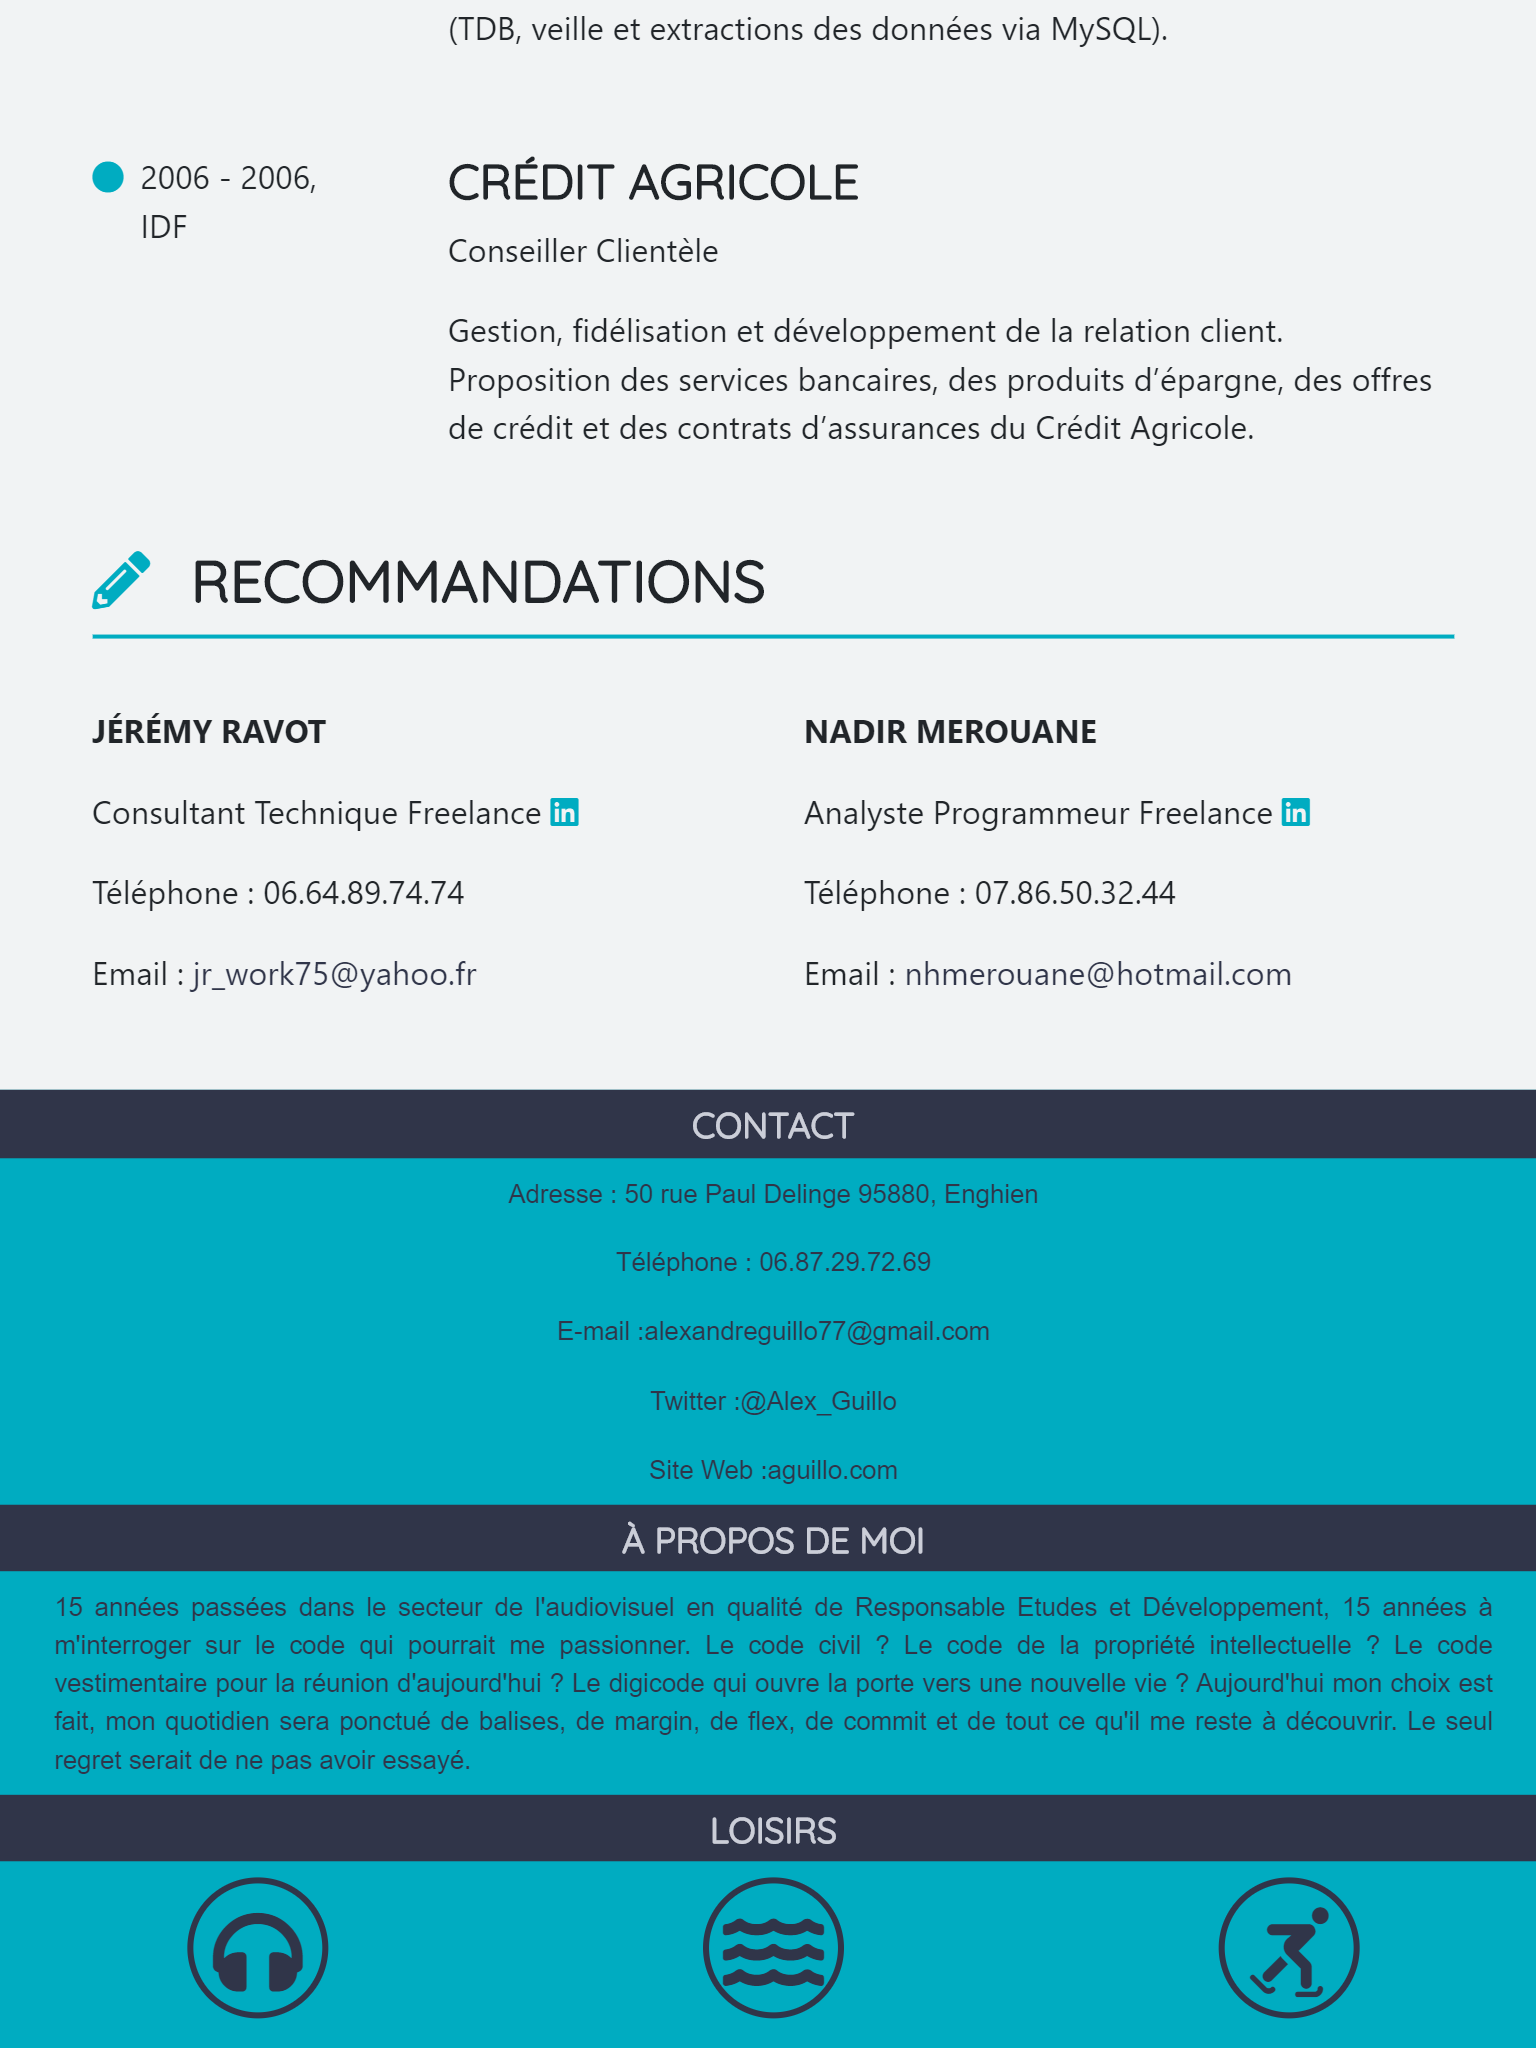 (TDB, veille et extractions des données via MySQL).
2006 - 2006,
IDF
CRÉDIT AGRICOLE
Conseiller Clientèle
Gestion, fidélisation et développement de la relation client.
Proposition des services bancaires, des produits d’épargne, des offres
de crédit et des contrats d’assurances du Crédit Agricole.
RECOMMANDATIONS
JÉRÉMY RAVOT
Consultant Technique Freelance in
Téléphone : 06.64.89.74.74
Email : jr_work75@yahoo.fr
NADIR MEROUANE
Analyste Programmeur Freelance in
Téléphone : 07.86.50.32.44
Email : nhmerouane@hotmail.com
CONTACT
Adresse : 50 rue Paul Delinge 95880, Enghien
Téléphone : 06.87.29.72.69
E-mail :alexandreguillo77@gmail.com
Twitter :@Alex_Guillo
Site Web :aguillo.com
À PROPOS DE MOI
15 années passées dans le secteur de l'audiovisuel en qualité de Responsable Etudes et Développement, 15 années à
m'interroger sur le code qui pourrait me passionner. Le code civil ? Le code de la propriété intellectuelle ? Le code
vestimentaire pour la réunion d'aujourd'hui ? Le digicode qui ouvre la porte vers une nouvelle vie ? Aujourd'hui mon choix est
fait, mon quotidien sera ponctué de balises, de margin, de flex, de commit et de tout ce qu'il me reste à découvrir. Le seul
regret serait de ne pas avoir essayé.
LOISIRS